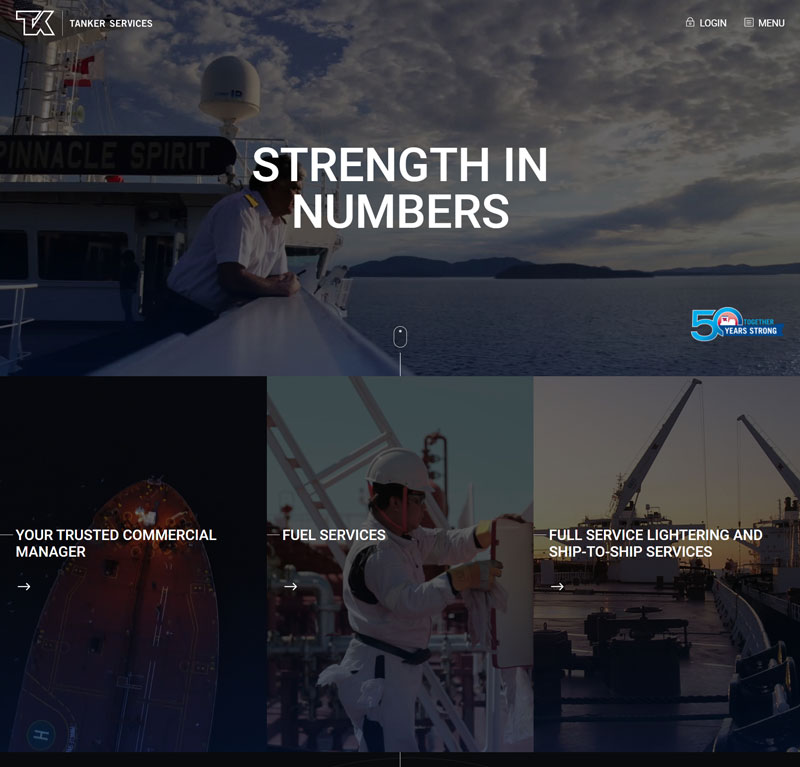 TK TANKER SERVICES
LOGIN
MENU
PINNACLE SPIRIT
STRENGTH IN
NUMBERS
50
TOGETHER
YEARS STRONG
YOUR TRUSTED COMMERCIAL
MANAGER
FUEL SERVICES
FULL SERVICE LIGHTERING AND
SHIP-TO-SHIP SERVICES
H